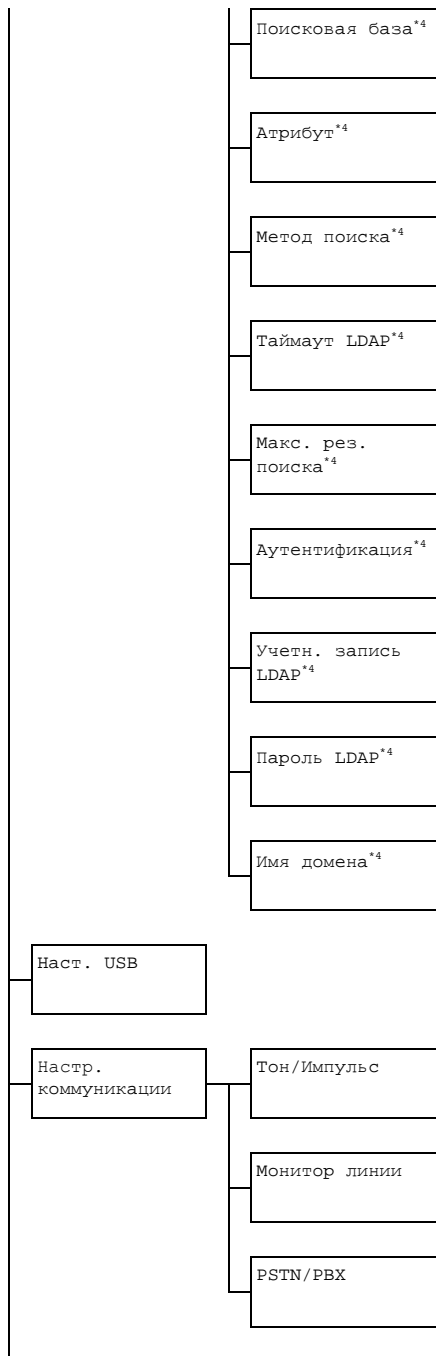 Поисковая база*4
Атрибут*4
Метод поиска*4
Таймаут LDAP*4
Макс. рез.
поиска*4
Аутентификация*4
Учетн. запись
LDAP*4
Пароль LDAP*4
Имя домена*4
Наст. USB
Настр.
коммуникации
Тон/Импульс
Монитор линии
PSTN/PBX